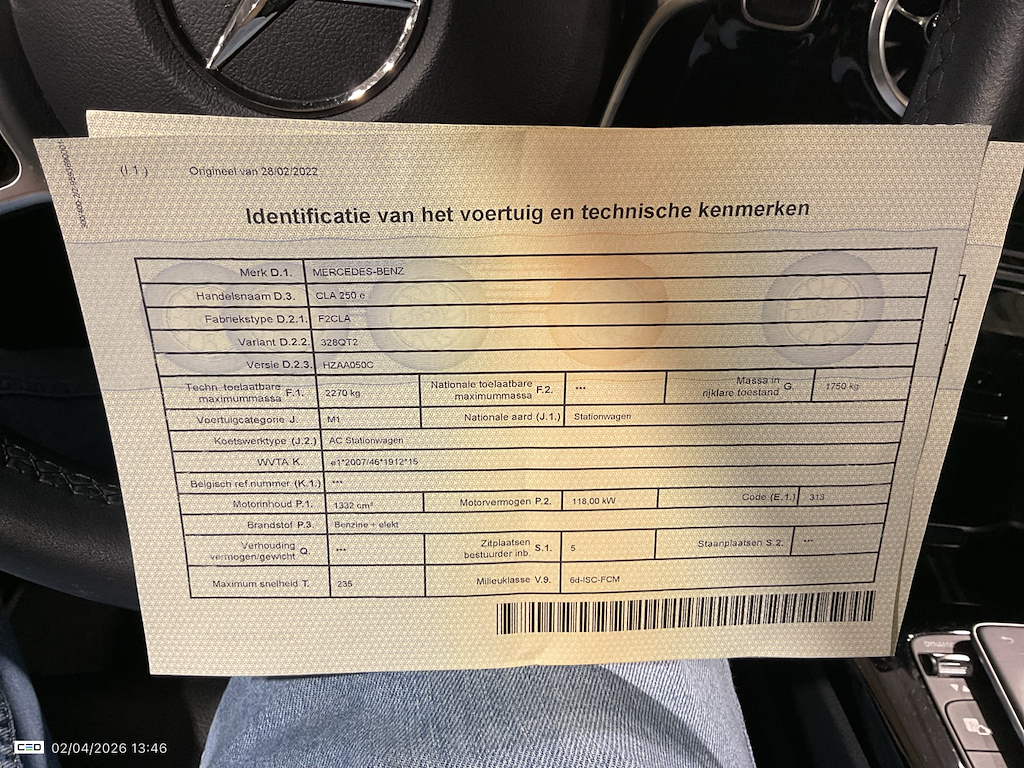 (I.1.) Origineel van 28/02/2022
Identificatie van het voertuig en technische kenmerken
Merk D.1. MERCEDES-BENZ
Handelsnaam D.3. CLA 250 e
Fabriekstype D.2.1. F2CLA
Variant D.2.2. 328QT2
Versie D.2.3. HZAA050C
Techn. toelaatbare maximummassa F.1. 2270 kg Nationale toelaatbare maximummassa F.2. *** Massa in rijklare toestand G. 1750 kg
Voertuigcategorie J. M1 Nationale aard (J.1.) Stationwagen
Koetswerktype (J.2.) AC Stationwagen
WVTA K. e1*2007/46*1912*15
Belgisch ref.nummer (K.1.) ***
Motorinhoud P.1. 1332 cm³ Motorvermogen P.2. 118,00 kW Code (E.1.) 313
Brandstof P.3. Benzine + elekt
Verhouding vermogen/gewicht Q. *** Zitplaatsen bestuurder inb. S.1. 5 Staanplaatsen S.2. ***
Maximum snelheid T. 235 Milieuklasse V.9. 6d-ISC-FCM
CEO 02/04/2026 13:46